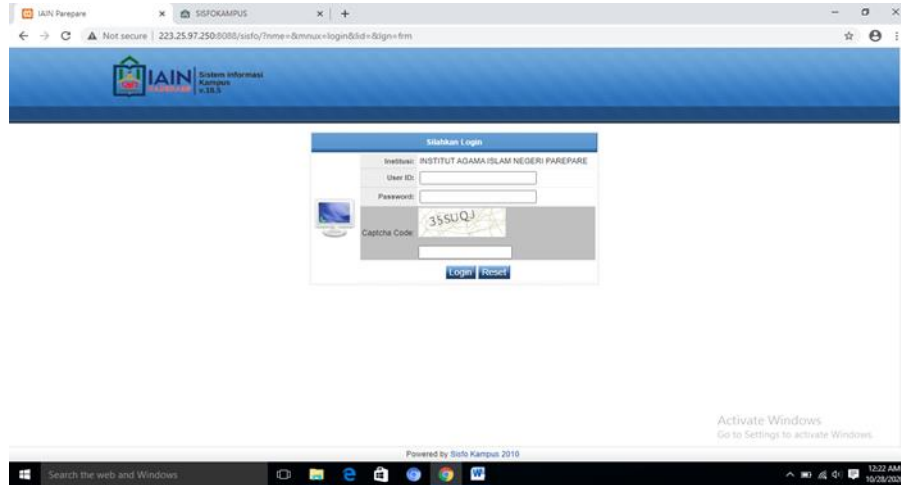 IAIN Parepare
SISFOKAMPUS
Not secure | 223.25.97.250:8088/sisfo/?nme=&mnux=login&lid=&lgn=frm
IAIN
PAREPARE
Sistem Informasi
Kampus
v.10.5
Silahkan Login
Institusi: INSTITUT AGAMA ISLAM NEGERI PAREPARE
User ID:
Password:
35SUQJ
Captcha Code:
Login Reset
Activate Windows
Go to Settings to activate Windows.
Powered by Sisfo Kampus 2010
Search the web and Windows
12:22 AM